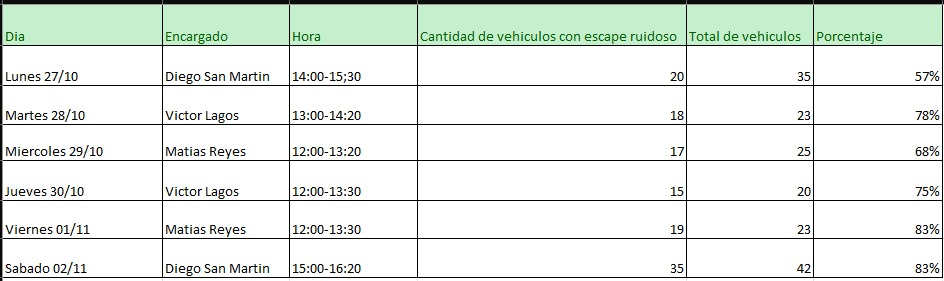 Dia Encargado Hora Cantidad de vehiculos con escape ruidoso Total de vehiculos Porcentaje
Lunes 27/10 Diego San Martin 14:00-15;30 20 35 57%
Martes 28/10 Victor Lagos 13:00-14:20 18 23 78%
Miercoles 29/10 Matias Reyes 12:00-13:20 17 25 68%
Jueves 30/10 Victor Lagos 12:00-13:30 15 20 75%
Viernes 01/11 Matias Reyes 12:00-13:30 19 23 83%
Sabado 02/11 Diego San Martin 15:00-16:20 35 42 83%